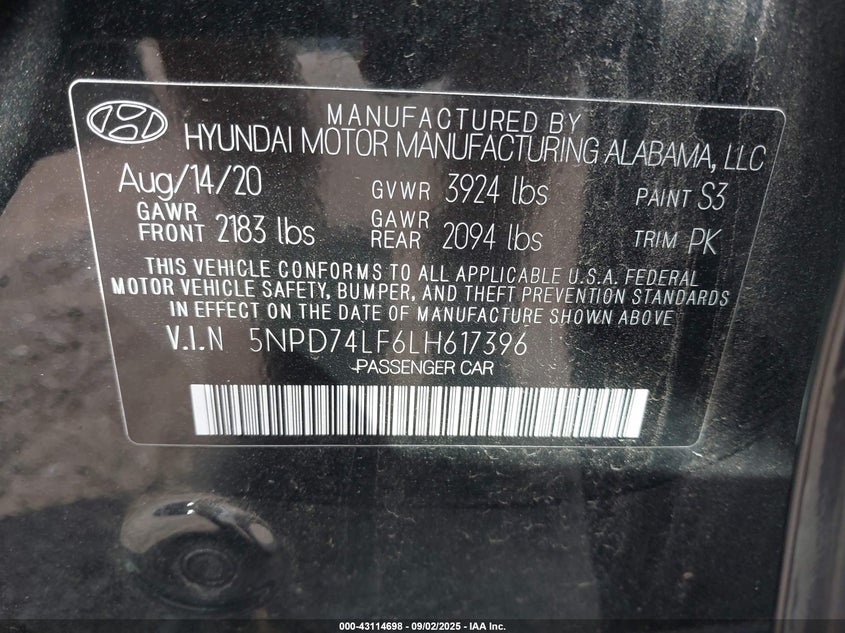 MANUFACTURED BY
HYUNDAI MOTOR MANUFACTURING ALABAMA, LLC
Aug/14/20 GVWR 3924 lbs PAINT S3
GAWR FRONT 2183 lbs GAWR REAR 2094 lbs TRIM PK
THIS VEHICLE CONFORMS TO ALL APPLICABLE U.S.A. FEDERAL
MOTOR VEHICLE SAFETY, BUMPER, AND THEFT PREVENTION STANDARDS
IN EFFECT ON THE DATE OF MANUFACTURE SHOWN ABOVE
V.I.N 5NPD74LF6LH617396
PASSENGER CAR
000-43114698 - 09/02/2025 - IAA Inc.